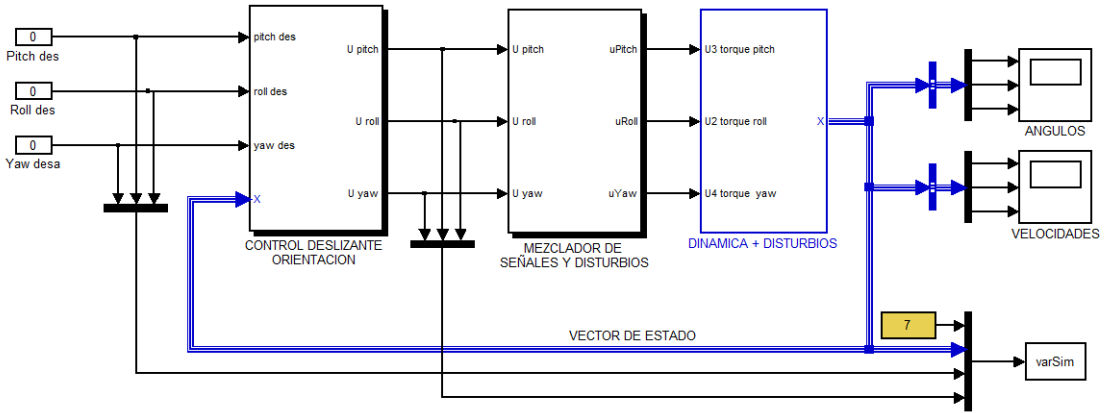 0
Pitch des
0
Roll des
0
Yaw desa
pitch des
roll des
yaw des
X
U pitch
U roll
U yaw
CONTROL DESLIZANTE
ORIENTACION
U pitch
U roll
U yaw
uPitch
uRoll
uYaw
MEZCLADOR DE
SEÑALES Y DISTURBIOS
U3 torque pitch
U2 torque roll
U4 torque  yaw
X
DINAMICA + DISTURBIOS
ANGULOS
VELOCIDADES
VECTOR DE ESTADO
7
varSim